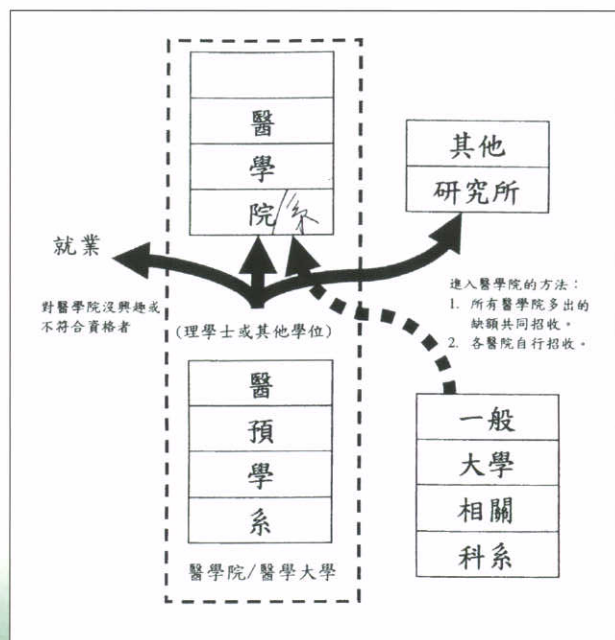 醫
學
院/系
其他
研究所
就業
對醫學院沒興趣或
不符合資格者
(理學士或其他學位)
進入醫學院的方法：
1. 所有醫學院多出的
缺額共同招收。
2. 各醫院自行招收。
醫
預
學
系
醫學院/醫學大學
一般
大學
相關
科系